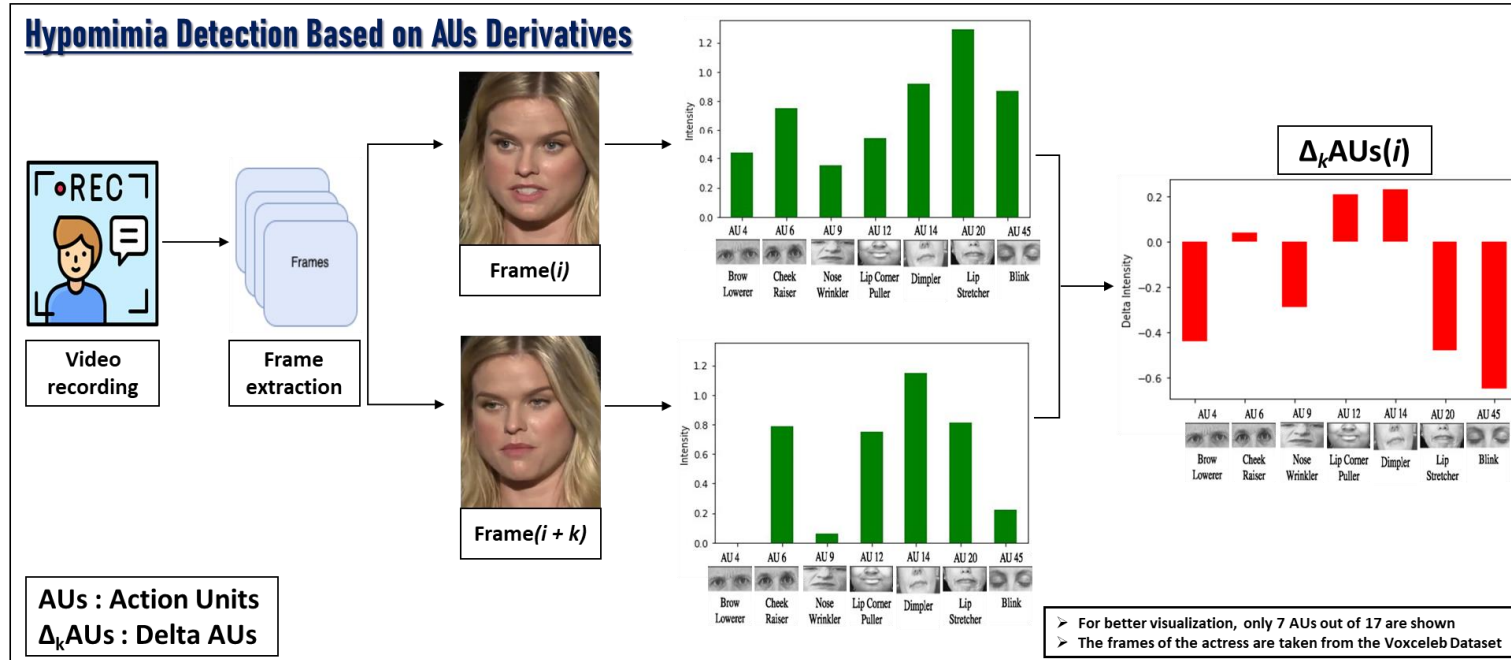 Hypomimia Detection Based on AUs Derivatives
REC
Video
recording
Frames
Frame
extraction
Frame(i)
Frame(i + k)
Intensity
1.2
1.0
0.8
0.6
0.4
0.2
0.0
AU 4 AU 6 AU 9 AU 12 AU 14 AU 20 AU 45
Brow Cheek Nose Lip Corner Dimpler Lip Blink
Lowerer Raiser Wrinkler Puller Stretcher
Intensity
1.2
1.0
0.8
0.6
0.4
0.2
0.0
AU 4 AU 6 AU 9 AU 12 AU 14 AU 20 AU 45
Brow Cheek Nose Lip Corner Dimpler Lip Blink
Lowerer Raiser Wrinkler Puller Stretcher
ΔₖAUs(i)
Delta Intensity
0.2
0.0
−0.2
−0.4
−0.6
AU 4 AU 6 AU 9 AU 12 AU 14 AU 20 AU 45
Brow Cheek Nose Lip Corner Dimpler Lip Blink
Lowerer Raiser Wrinkler Puller Stretcher
AUs : Action Units
ΔₖAUs : Delta AUs
➢ For better visualization, only 7 AUs out of 17 are shown
➢ The frames of the actress are taken from the Voxceleb Dataset